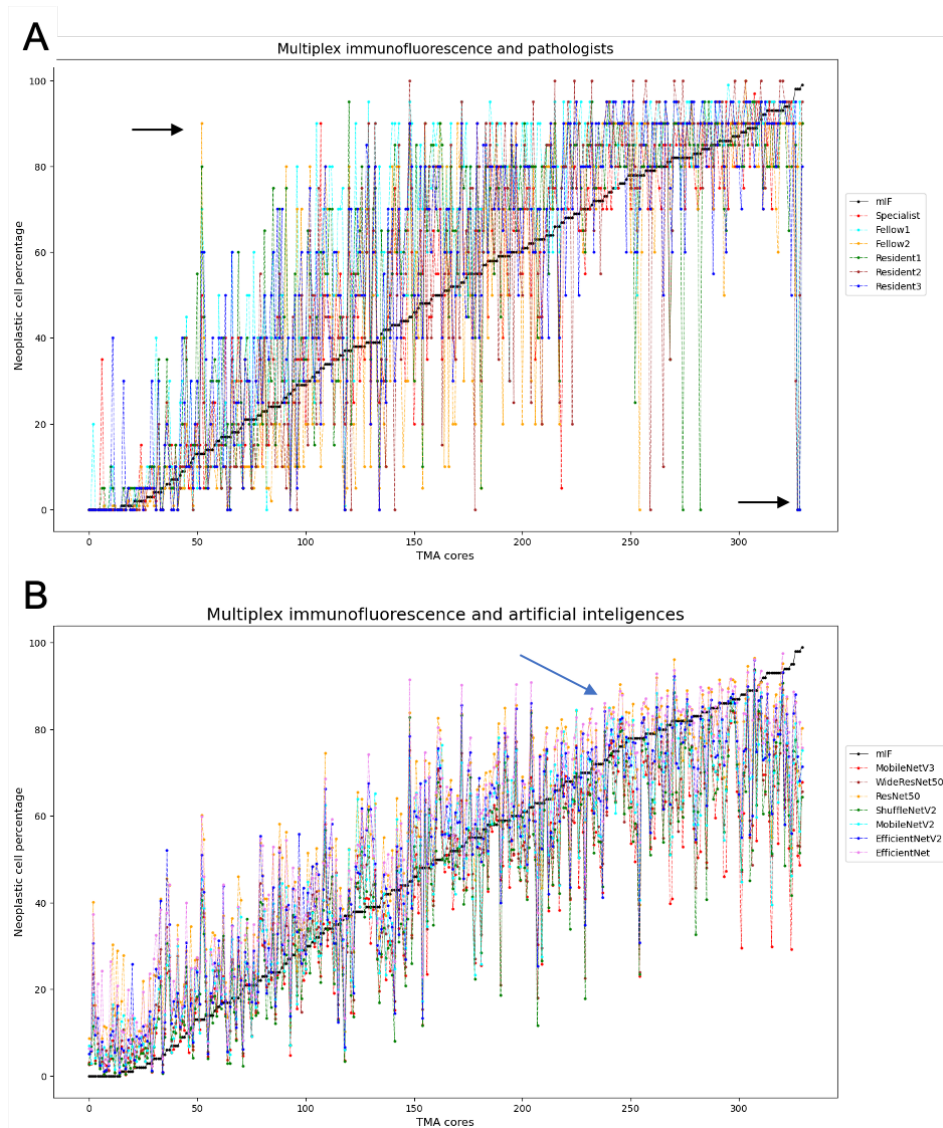 A
Multiplex immunofluorescence and pathologists
100
80
60
40
20
0
Neoplastic cell percentage
0 50 100 150 200 250 300
TMA cores
mIF
Specialist
Fellow1
Fellow2
Resident1
Resident2
Resident3
B
Multiplex immunofluorescence and artificial inteligences
100
80
60
40
20
0
Neoplastic cell percentage
0 50 100 150 200 250 300
TMA cores
mIF
MobileNetV3
WideResNet50
ResNet50
ShuffleNetV2
MobileNetV2
EfficientNetV2
EfficientNet